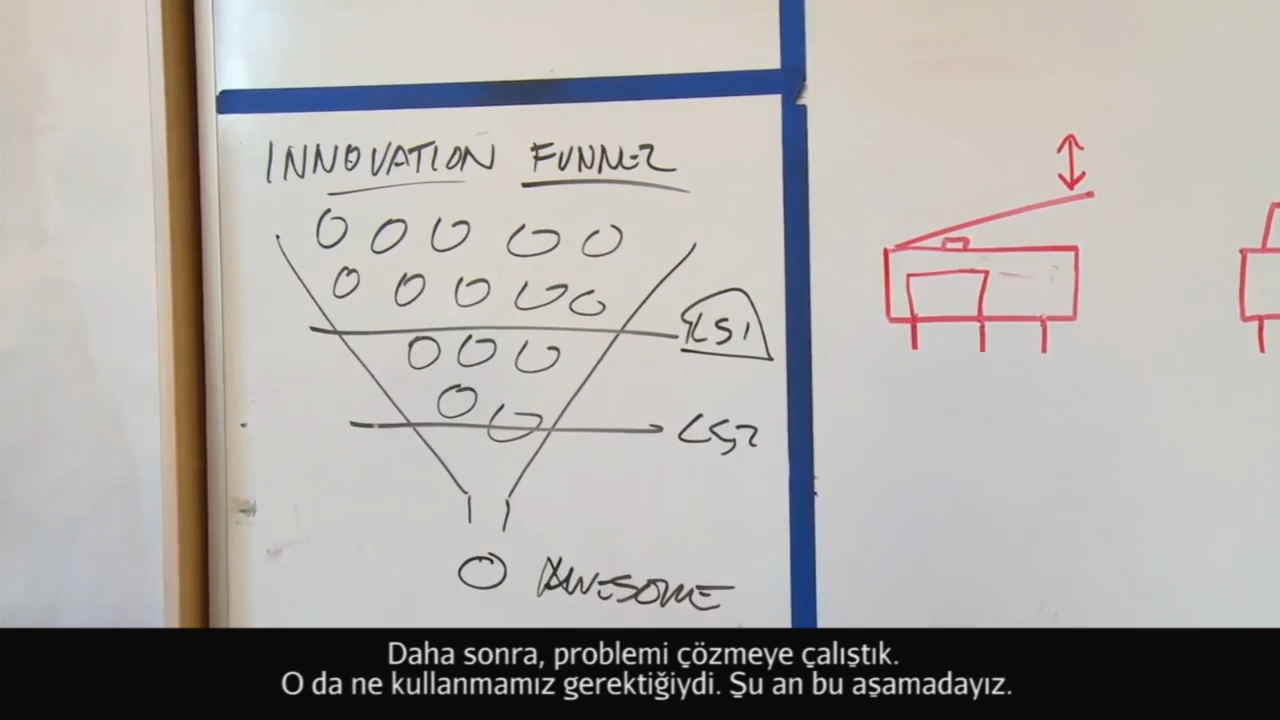 INNOVATION FUNNEL
LS1
LS2
AWESOME
Daha sonra, problemi çözmeye çalıştık.
O da ne kullanmamız gerektiğiydi. Şu an bu aşamadayız.